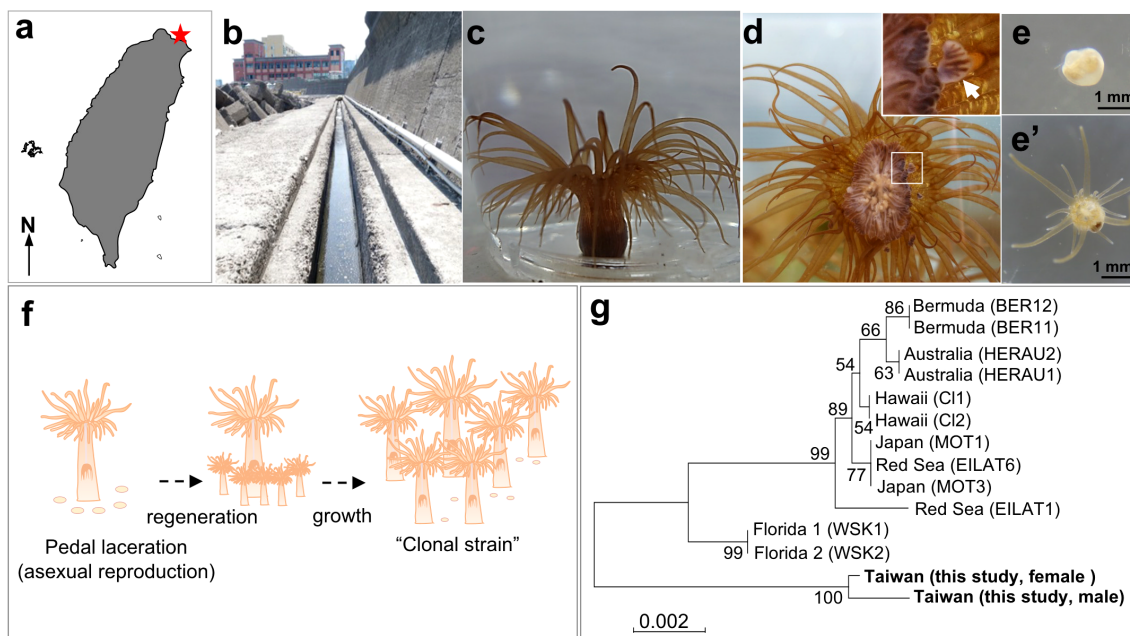 a
N
b
c
d
e
1 mm
e’
1 mm
f
Pedal laceration
(asexual reproduction)
regeneration
growth
“Clonal strain”
g
86
Bermuda (BER12)
Bermuda (BER11)
66
Australia (HERAU2)
63
Australia (HERAU1)
54
Hawaii (CI1)
Hawaii (CI2)
54
89
Japan (MOT1)
99
Red Sea (EILAT6)
77
Japan (MOT3)
Red Sea (EILAT1)
Florida 1 (WSK1)
99
Florida 2 (WSK2)
Taiwan (this study, female )
100
Taiwan (this study, male)
0.002